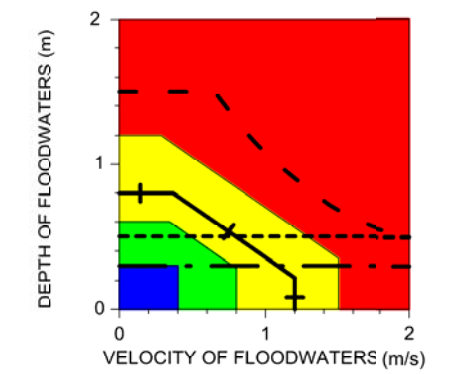 2
DEPTH OF FLOODWATERS (m)
1
0
0 1 2
VELOCITY OF FLOODWATERS (m/s)